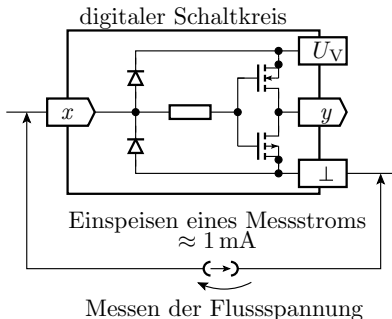 digitaler Schaltkreis
U_V
x
y
⊥
Einspeisen eines Messstroms
≈ 1 mA
Messen der Flussspannung